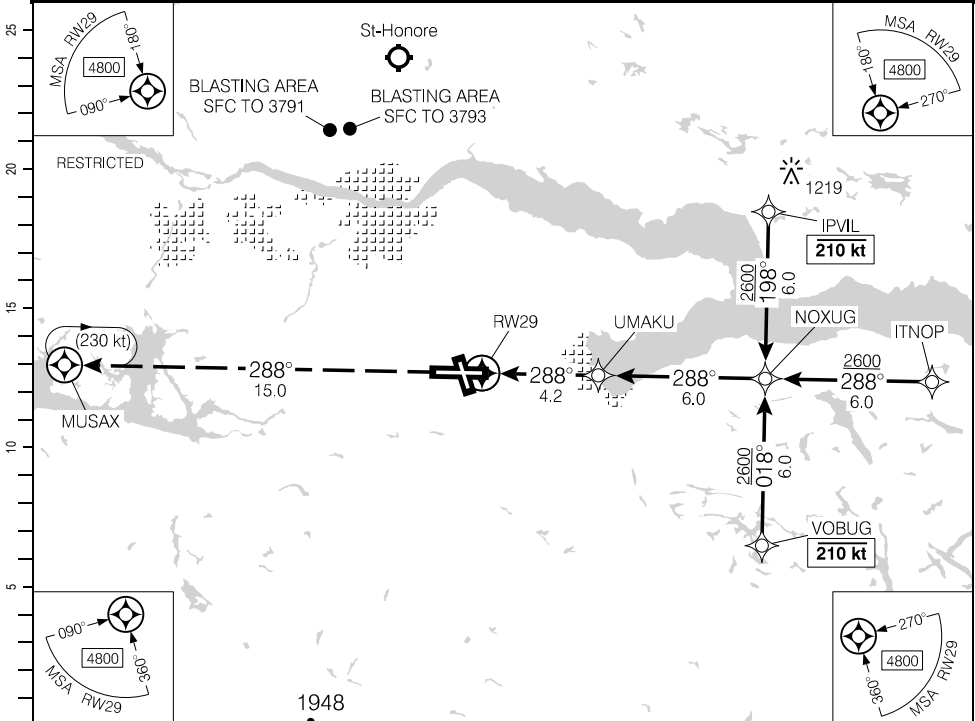 25
20
15
10
5
MSA RW29
180°
4800
090°
St-Honore
BLASTING AREA
SFC TO 3791
BLASTING AREA
SFC TO 3793
MSA RW29
4800
180°
270°
RESTRICTED
1219
IPVIL
210 kt
2600
198°
6.0
(230 kt)
RW29
UMAKU
NOXUG
ITNOP
288°
15.0
288°
4.2
288°
6.0
2600
288°
6.0
MUSAX
2600
018°
6.0
VOBUG
210 kt
090°
4800
360°
MSA RW29
270°
4800
360°
MSA RW29
1948